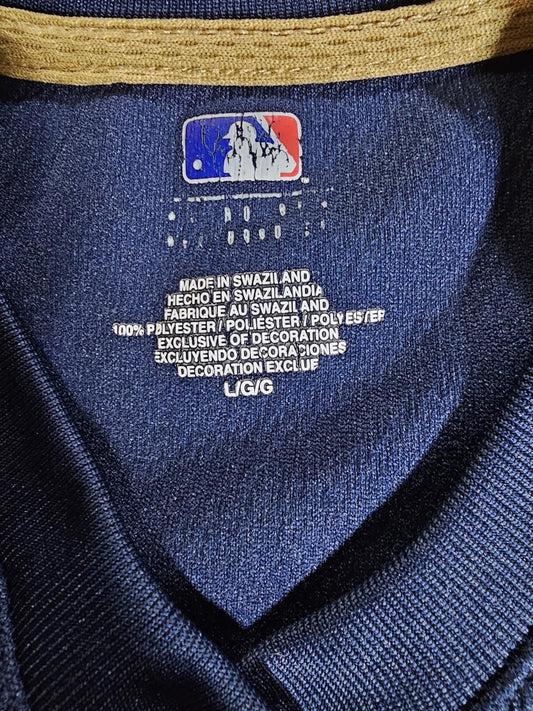 MADE IN SWAZILAND
HECHO EN SWAZILANDIA
FABRIQUE AU SWAZILAND
100% POLYESTER / POLIÉSTER / POLYESTER
EXCLUSIVE OF DECORATION
EXCLUYENDO DECORACIONES
DECORATION EXCLUE
L/G/G